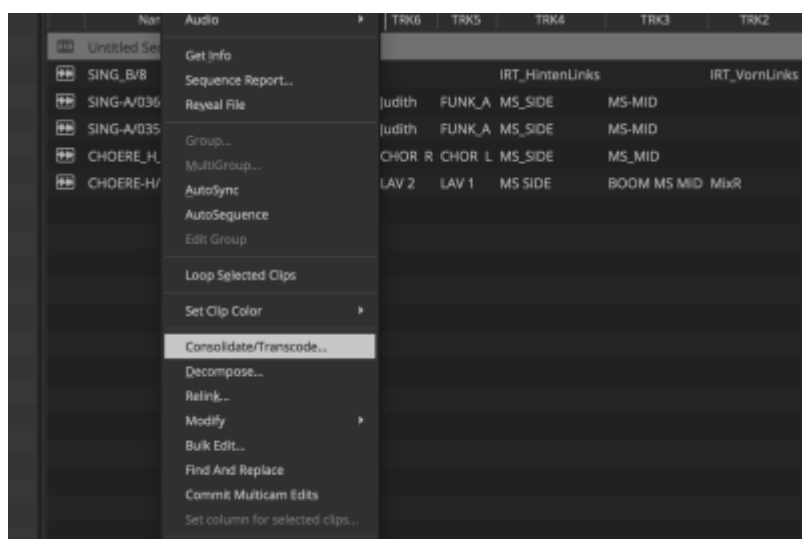 Nar Audio TRK6 TRK5 TRK4 TRK3 TRK2
Untitled Se
Get Info
SING_B/8 IRT_HintenLinks IRT_VornLinks
Sequence Report...
SING-A/036 Judith FUNK_A MS_SIDE MS-MID
Reveal File
SING-A/035 Judith FUNK_A MS_SIDE MS-MID
Group...
CHOERE_H_ CHOR R CHOR L MS_SIDE MS_MID
MultiGroup...
CHOERE-H/ LAV 2 LAV 1 MS SIDE BOOM MS MID MixR
AutoSync
AutoSequence
Edit Group
Loop Selected Clips
Set Clip Color
Consolidate/Transcode...
Decompose...
Relink...
Modify
Bulk Edit...
Find And Replace
Commit Multicam Edits
Set column for selected clips...